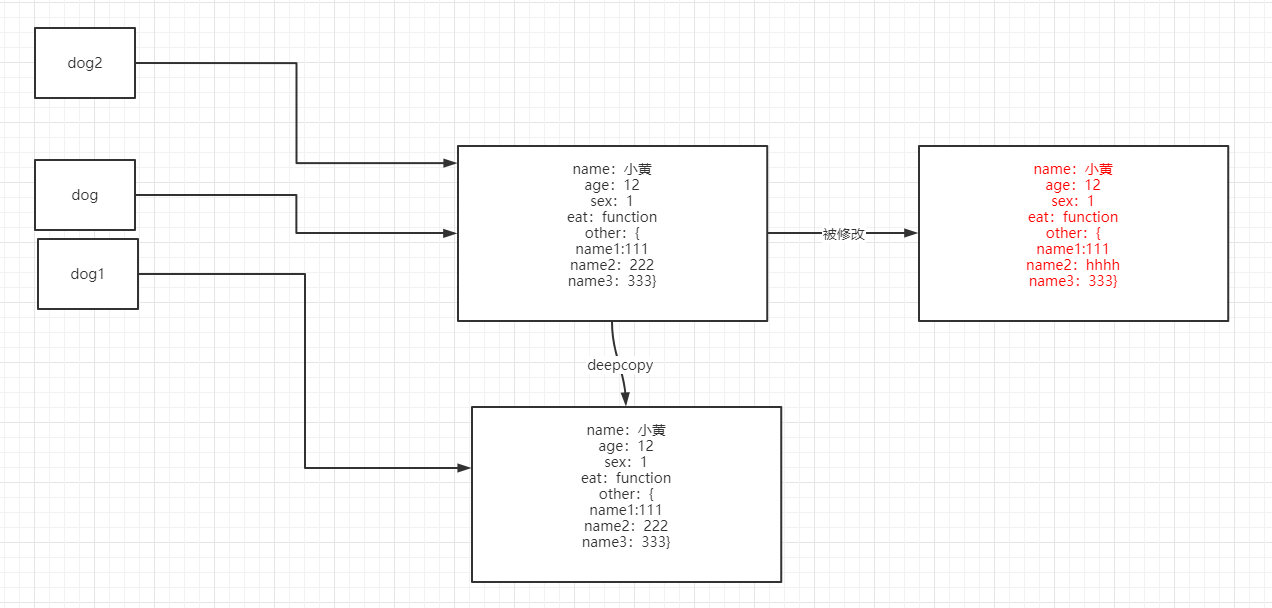 dog2
dog
dog1
name：小黄
age：12
sex：1
eat：function
other：{
name1:111
name2：222
name3：333}
被修改
name：小黄
age：12
sex：1
eat：function
other：{
name1:111
name2：hhhh
name3：333}
deepcopy
name：小黄
age：12
sex：1
eat：function
other：{
name1:111
name2：222
name3：333}